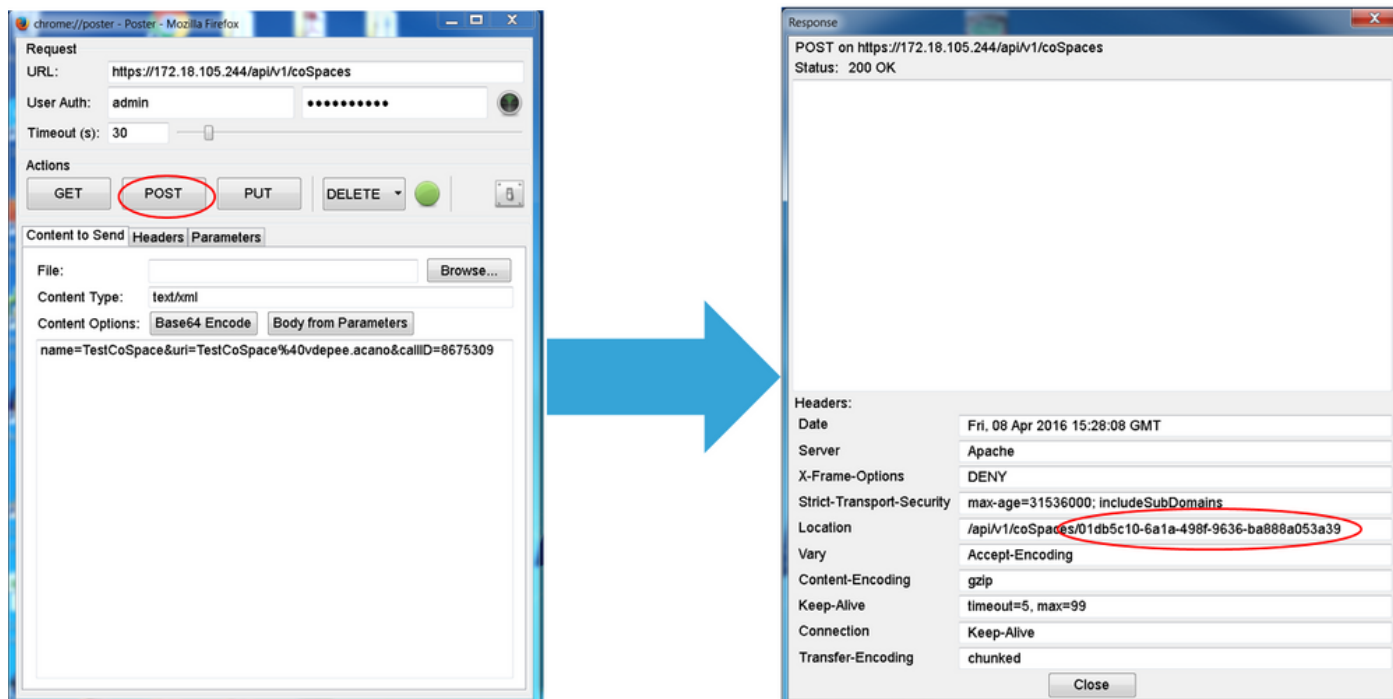 chrome://poster - Poster - Mozilla Firefox
Request
URL: https://172.18.105.244/api/v1/coSpaces
User Auth: admin ••••••••••
Timeout (s): 30
Actions
GET POST PUT DELETE
Content to Send Headers Parameters
File: Browse...
Content Type: text/xml
Content Options: Base64 Encode Body from Parameters
name=TestCoSpace&uri=TestCoSpace%40vdepee.acano&callID=8675309
Response
POST on https://172.18.105.244/api/v1/coSpaces
Status: 200 OK
Headers:
Date Fri, 08 Apr 2016 15:28:08 GMT
Server Apache
X-Frame-Options DENY
Strict-Transport-Security max-age=31536000; includeSubDomains
Location /api/v1/coSpaces/01db5c10-6a1a-498f-9636-ba888a053a39
Vary Accept-Encoding
Content-Encoding gzip
Keep-Alive timeout=5, max=99
Connection Keep-Alive
Transfer-Encoding chunked
Close